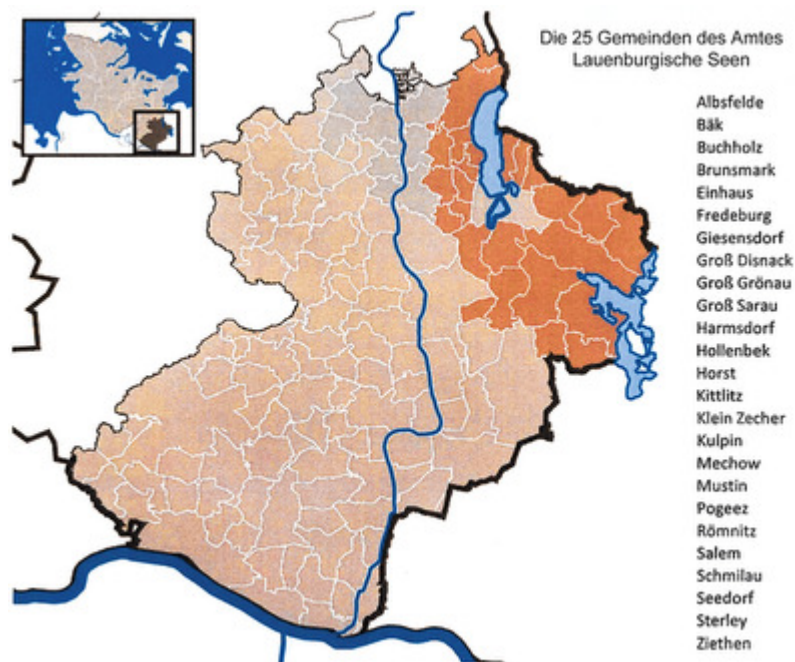 Die 25 Gemeinden des Amtes
Lauenburgische Seen
Albsfelde
Bäk
Buchholz
Brunsmark
Einhaus
Fredeburg
Giesensdorf
Groß Disnack
Groß Grönau
Groß Sarau
Harmsdorf
Hollenbek
Horst
Kittlitz
Klein Zecher
Kulpin
Mechow
Mustin
Pogeez
Römnitz
Salem
Schmilau
Seedorf
Sterley
Ziethen